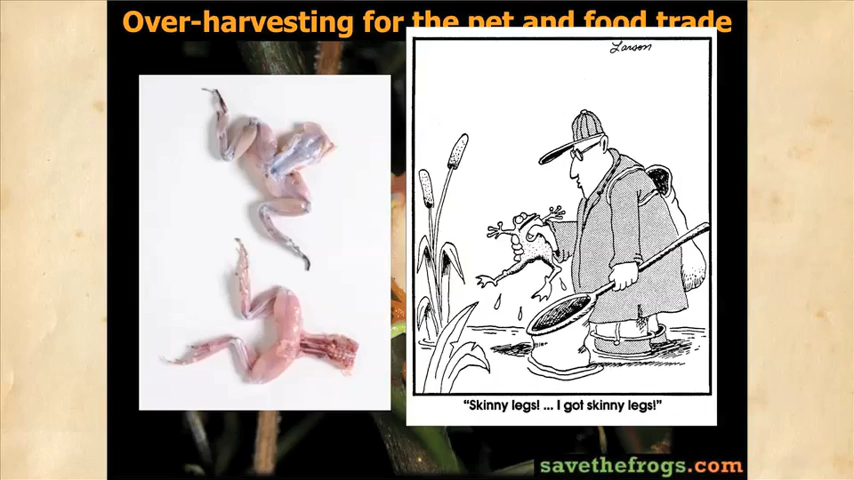 Over-harvesting for the pet and food trade
Larson
"Skinny legs! ... I got skinny legs!"
savethefrogs.com